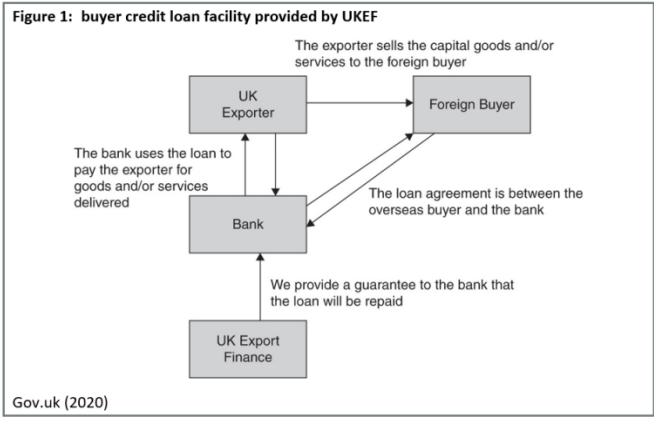 Figure 1:  buyer credit loan facility provided by UKEF
The exporter sells the capital goods and/or
services to the foreign buyer
UK
Exporter
Foreign Buyer
The bank uses the loan to
pay the exporter for
goods and/or services
delivered
The loan agreement is between the
overseas buyer and the bank
Bank
We provide a guarantee to the bank that
the loan will be repaid
UK Export
Finance
Gov.uk (2020)